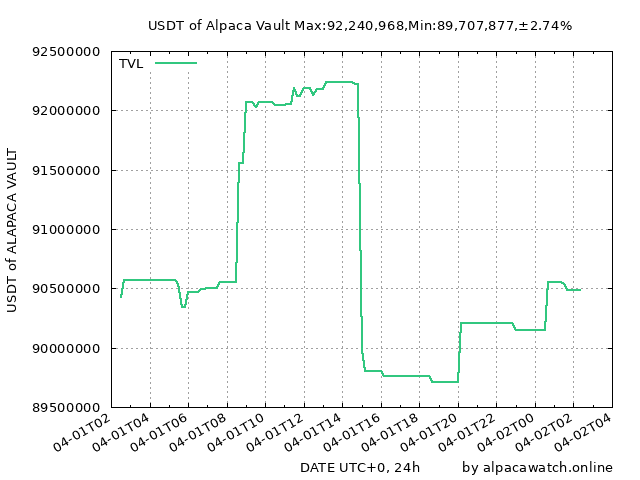 USDT of Alpaca Vault Max:92,240,968,Min:89,707,877,±2.74%
TVL
92500000
92000000
91500000
91000000
90500000
90000000
89500000
USDT of ALAPACA VAULT
04-01T02
04-01T04
04-01T06
04-01T08
04-01T10
04-01T12
04-01T14
04-01T16
04-01T18
04-01T20
04-01T22
04-02T00
04-02T02
04-02T04
DATE UTC+0, 24h
by alpacawatch.online